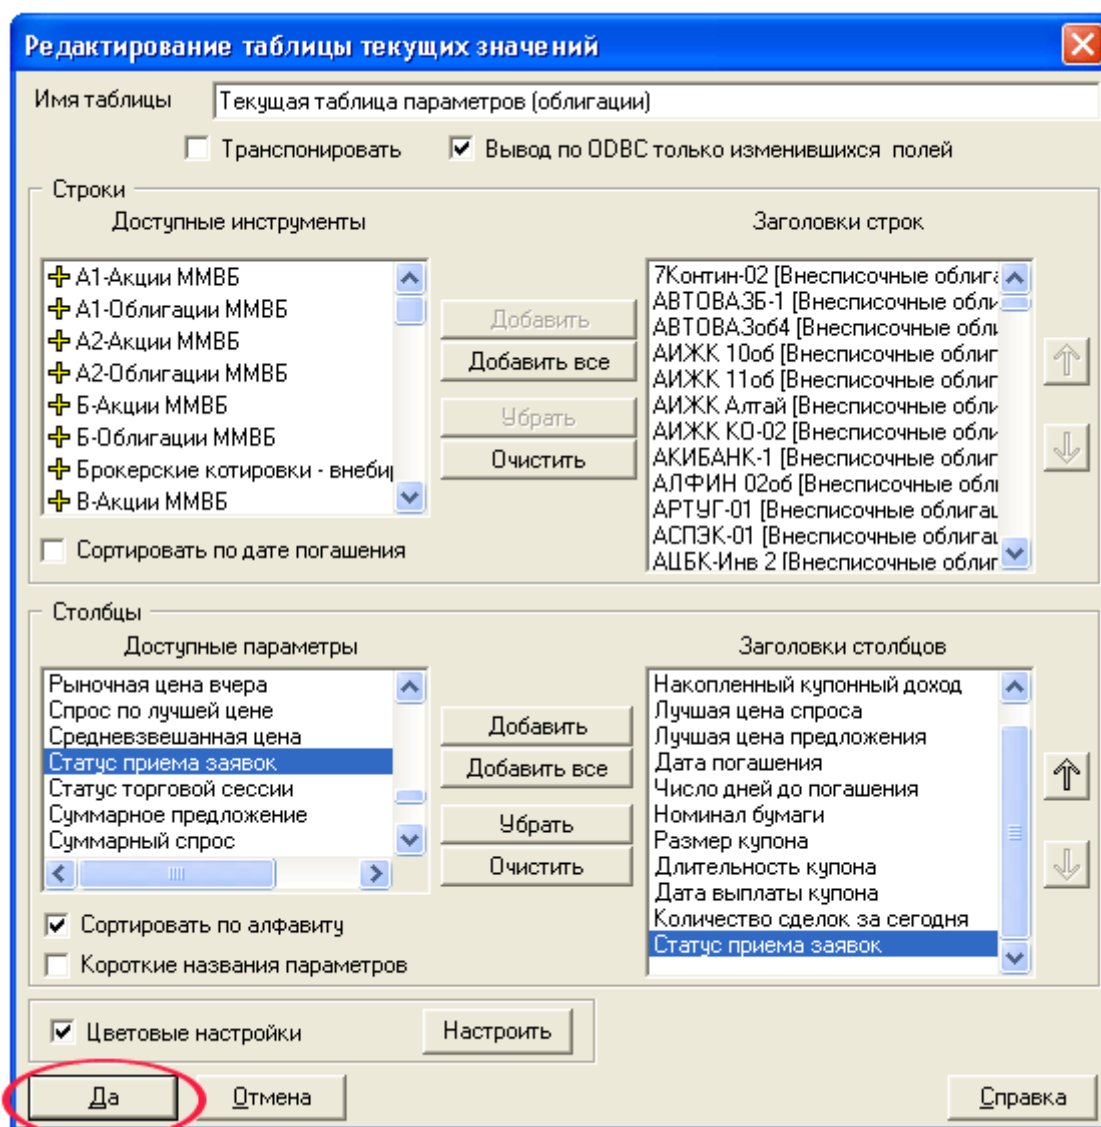 Редактирование таблицы текущих значений
Имя таблицы
Текущая таблица параметров (облигации)
Транспонировать
Вывод по ODBC только изменившихся полей
Строки
Доступные инструменты
Заголовки строк
А1-Акции ММВБ
А1-Облигации ММВБ
А2-Акции ММВБ
А2-Облигации ММВБ
Б-Акции ММВБ
Б-Облигации ММВБ
Брокерские котировки - внебир
В-Акции ММВБ
Добавить
Добавить все
Убрать
Очистить
7Контин-02 [Внесписочные облига
АВТОВАЗБ-1 [Внесписочные обли
АВТОВАЗоб4 [Внесписочные обли
АИЖК 10об [Внесписочные облиг
АИЖК 11об [Внесписочные облиг
АИЖК Алтай [Внесписочные обли
АИЖК КО-02 [Внесписочные обли
АКИБАНК-1 [Внесписочные облиг
АЛФИН 02об [Внесписочные обли
АРТУГ-01 [Внесписочные облигац
АСПЭК-01 [Внесписочные облигац
АЦБК-Инв 2 [Внесписочные облиг
Сортировать по дате погашения
Столбцы
Доступные параметры
Заголовки столбцов
Рыночная цена вчера
Спрос по лучшей цене
Средневзвешанная цена
Статус приема заявок
Статус торговой сессии
Суммарное предложение
Суммарный спрос
Добавить
Добавить все
Убрать
Очистить
Накопленный купонный доход
Лучшая цена спроса
Лучшая цена предложения
Дата погашения
Число дней до погашения
Номинал бумаги
Размер купона
Длительность купона
Дата выплаты купона
Количество сделок за сегодня
Статус приема заявок
Сортировать по алфавиту
Короткие названия параметров
Цветовые настройки
Настроить
Да
Отмена
Справка